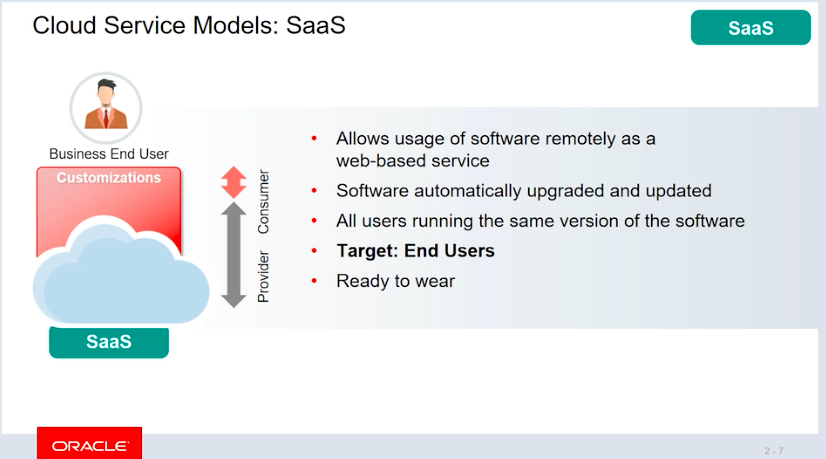 Cloud Service Models: SaaS
SaaS
Business End User
Customizations
Consumer
Provider
SaaS
• Allows usage of software remotely as a
web-based service
• Software automatically upgraded and updated
• All users running the same version of the software
• Target: End Users
• Ready to wear
ORACLE
2 - 7